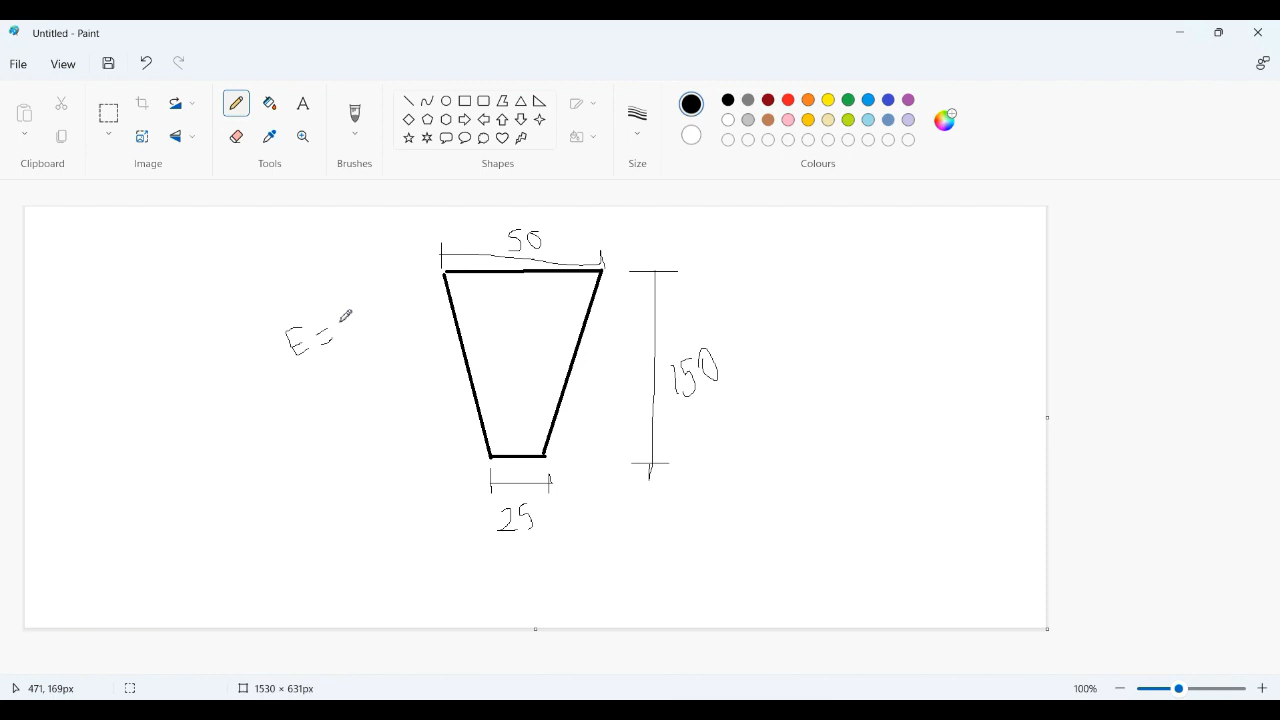 Untitled - Paint
File View
Clipboard
Image
Tools
Brushes
Shapes
Size
Colours
A
50
E =
150
25
471, 169px
1530 × 631px
100%